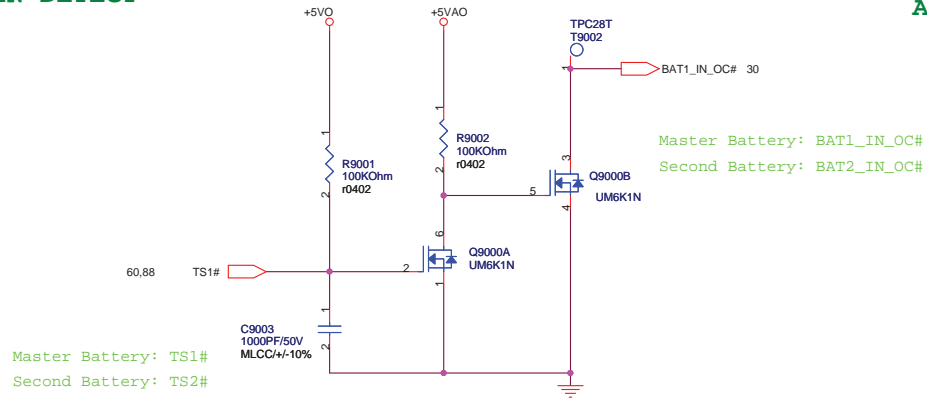 +5VO
+5VAO
TPC28T
T9002
A
1
BAT1_IN_OC# 30
1
R9001
100KOhm
r0402
2
1
R9002
100KOhm
r0402
2
Master Battery: BAT1_IN_OC#
Second Battery: BAT2_IN_OC#
3
5
Q9000B
UM6K1N
4
6
2
Q9000A
UM6K1N
1
60,88 TS1#
1
C9003
1000PF/50V
MLCC/+/-10%
2
Master Battery: TS1#
Second Battery: TS2#